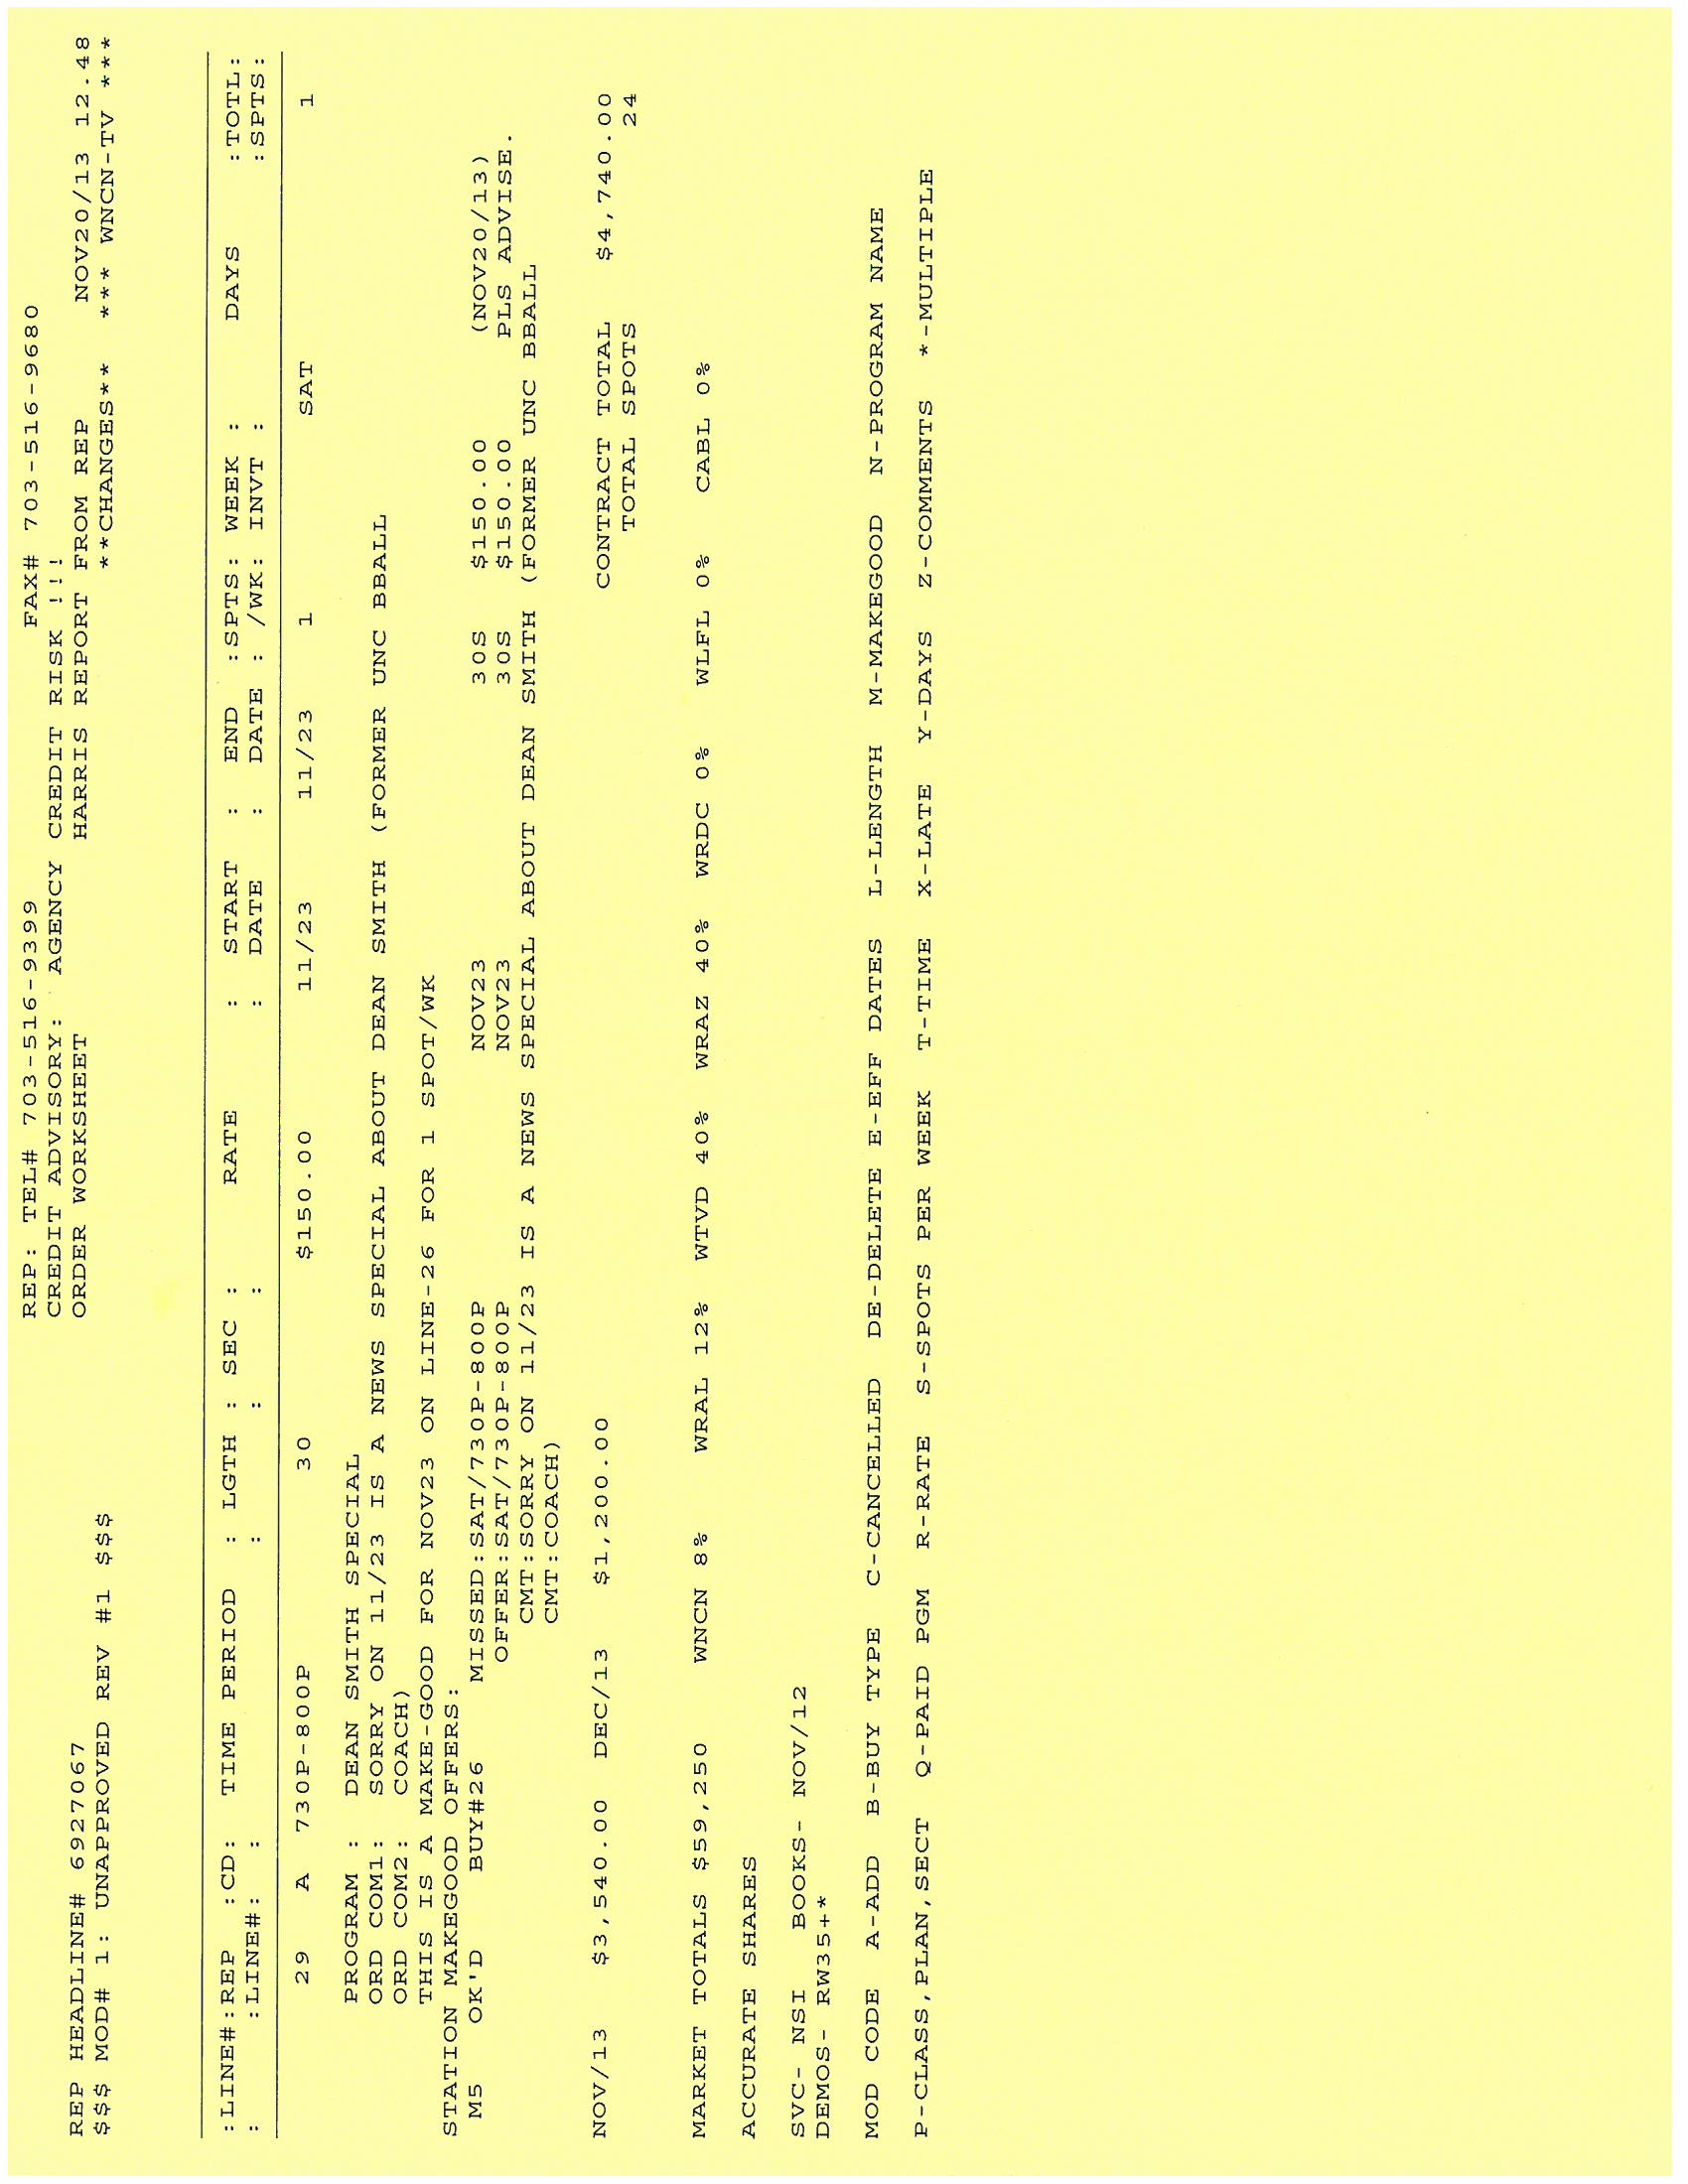 REP: TEL# 703-516-9399 FAX# 703-516-9680
CREDIT ADVISORY: AGENCY CREDIT RISK !!!
REP HEADLINE# 6927067 ORDER WORKSHEET HARRIS REPORT FROM REP NOV20/13 12.48
$$$ MOD# 1: UNAPPROVED REV #1 $$$ **CHANGES** *** WNCN-TV ***
:LINE#:REP :CD: TIME PERIOD : LGTH : SEC : RATE : START : END :SPTS: WEEK : DAYS :TOTL:
: :LINE#: : : : : : DATE : DATE : /WK: INVT : :SPTS:
29 A 730P-800P 30 $150.00 11/23 11/23 1 SAT 1
PROGRAM : DEAN SMITH SPECIAL
ORD COM1: SORRY ON 11/23 IS A NEWS SPECIAL ABOUT DEAN SMITH (FORMER UNC BBALL
ORD COM2: COACH)
THIS IS A MAKE-GOOD FOR NOV23 ON LINE-26 FOR 1 SPOT/WK
STATION MAKEGOOD OFFERS:
M5 OK'D BUY#26 MISSED:SAT/730P-800P NOV23 30S $150.00 (NOV20/13)
OFFER:SAT/730P-800P NOV23 30S $150.00 PLS ADVISE.
CMT:SORRY ON 11/23 IS A NEWS SPECIAL ABOUT DEAN SMITH (FORMER UNC BBALL
CMT:COACH)
NOV/13 $3,540.00 DEC/13 $1,200.00 CONTRACT TOTAL $4,740.00
TOTAL SPOTS 24
MARKET TOTALS $59,250 WNCN 8% WRAL 12% WTVD 40% WRAZ 40% WRDC 0% WLFL 0% CABL 0%
ACCURATE SHARES
SVC- NSI BOOKS- NOV/12
DEMOS- RW35+*
MOD CODE A-ADD B-BUY TYPE C-CANCELLED DE-DELETE E-EFF DATES L-LENGTH M-MAKEGOOD N-PROGRAM NAME
P-CLASS,PLAN,SECT Q-PAID PGM R-RATE S-SPOTS PER WEEK T-TIME X-LATE Y-DAYS Z-COMMENTS *-MULTIPLE